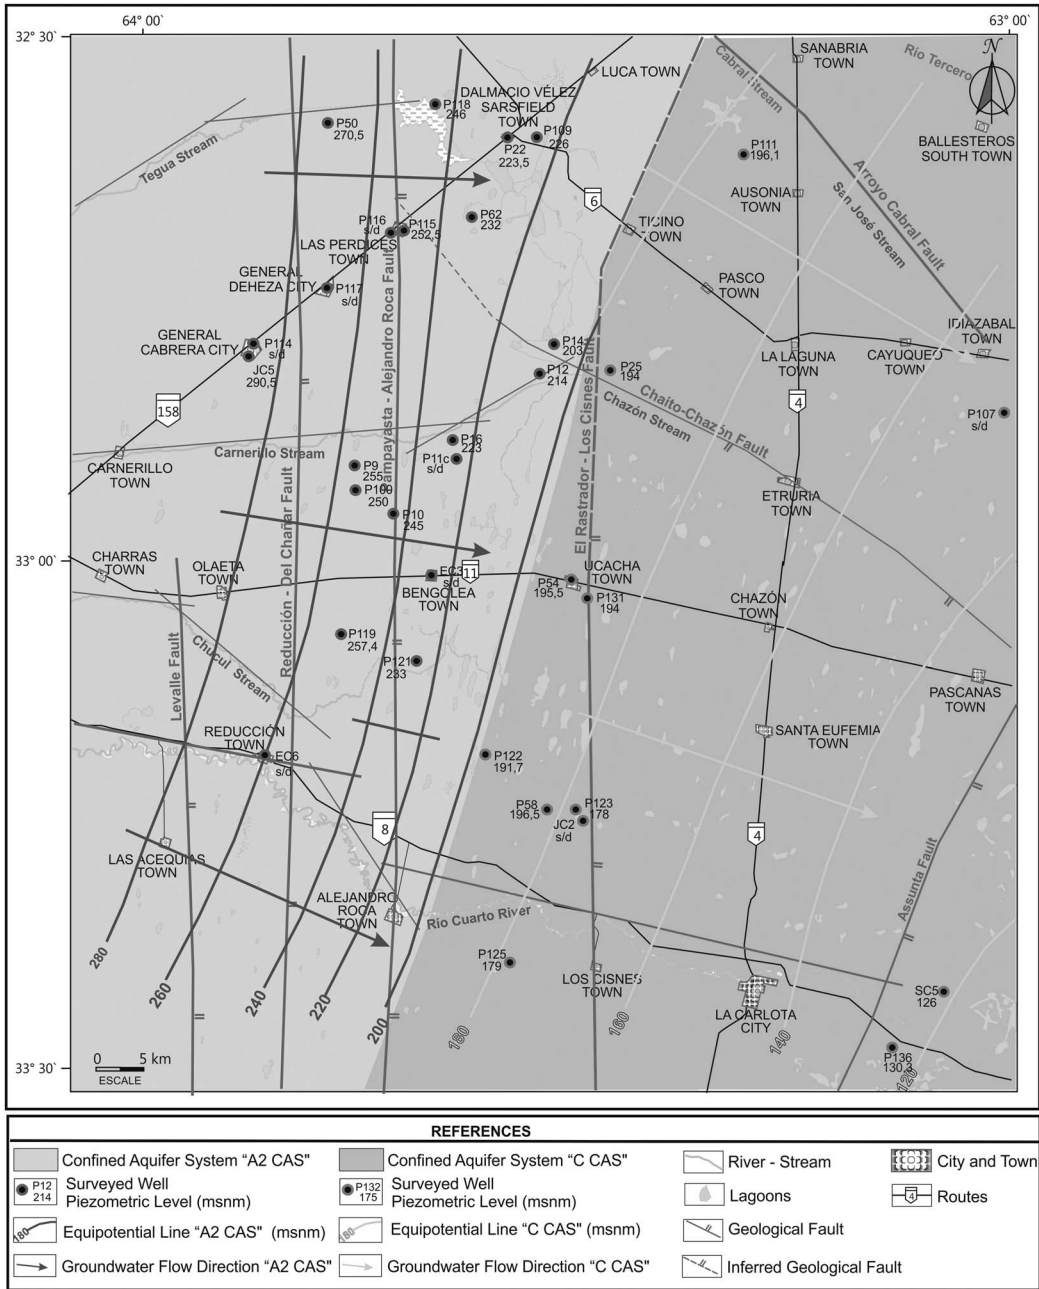 64° 00`
63° 00`
32° 30`
SANABRIA
TOWN
Río Tercero
N
LUCA TOWN
Cabral Stream
DALMACIO VÉLEZ
SARSFIELD
TOWN
P118
246
P50
270,5
P109
226
P22
223,5
P111
196,1
BALLESTEROS
SOUTH TOWN
Tegua Stream
Arroyo Cabral Fault
San José Stream
AUSONIA
TOWN
6
P62
232
P116
s/d
P115
252,5
TICINO
TOWN
LAS PERDICES
TOWN
GENERAL
DEHEZA CITY
P117
s/d
PASCO
TOWN
Pampayasta - Alejandro Roca Fault
GENERAL
CABRERA CITY
P114
s/d
JC5
290,5
P14
203
P12
214
P25
194
LA LAGUNA
TOWN
CAYUQUEO
TOWN
IDIAZABAL
TOWN
158
4
P107
s/d
Chaito-Chazón Fault
Chazón Stream
Carnerillo Stream
P16
223
P11c
s/d
CARNERILLO
TOWN
P9
255
P100
250
P10
245
ETRURIA
TOWN
El Rastrador - Los Cisnes Fault
Reducción - Del Chañar Fault
33° 00`
CHARRAS
TOWN
OLAETA
TOWN
EC3
s/d
11
BENGOLEA
TOWN
UCACHA
TOWN
P54
195,5
P131
194
CHAZÓN
TOWN
P119
257,4
P121
233
Chucul Stream
Levalle Fault
PASCANAS
TOWN
REDUCCIÓN
TOWN
EC6
s/d
SANTA EUFEMIA
TOWN
P122
191,7
P58
196,5
P123
178
JC2
s/d
8
4
LAS ACEQUIAS
TOWN
ALEJANDRO
ROCA
TOWN
Río Cuarto River
Assunta Fault
P125
179
LOS CISNES
TOWN
SC5
126
LA CARLOTA
CITY
P136
130,3
280
260
240
220
200
180
160
140
120
33° 30`
0 5 km
ESCALE
REFERENCES
Confined Aquifer System “A2 CAS"
Confined Aquifer System “C CAS"
River - Stream
City and Town
P12
214
Surveyed Well
Piezometric Level (msnm)
P132
175
Surveyed Well
Piezometric Level (msnm)
Lagoons
4
Routes
180
Equipotential Line “A2 CAS" (msnm)
180
Equipotential Line “C CAS" (msnm)
Geological Fault
Groundwater Flow Direction “A2 CAS"
Groundwater Flow Direction “C CAS"
Inferred Geological Fault